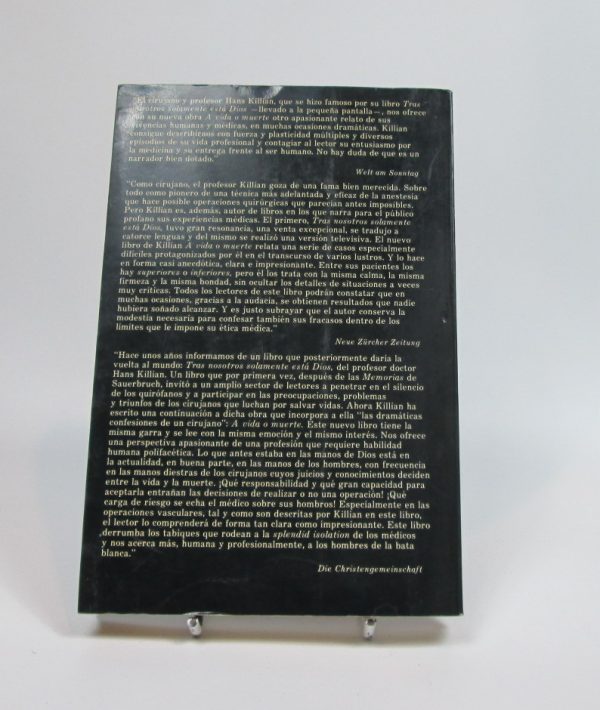 "El cirujano y profesor Hans Killian, que se hizo famoso por su libro Tras
nosotros solamente está Dios —llevado a la pequeña pantalla—, nos ofrece
con su nueva obra A vida o muerte otro apasionante relato de sus
vivencias humanas y médicas, en muchas ocasiones dramáticas. Killian
consigue describirnos con fuerza y plasticidad múltiples y diversos
episodios de su vida profesional y contagiar al lector su entusiasmo por
la medicina y su entrega frente al ser humano. No hay duda de que es un
narrador bien dotado."
Welt am Sonntag
"Como cirujano, el profesor Killian goza de una fama bien merecida. Sobre
todo como pionero de una técnica más adelantada y eficaz de la anestesia
que hace posible operaciones quirúrgicas que parecían antes imposibles.
Pero Killian es, además, autor de libros en los que narra para el público
profano sus experiencias médicas. El primero, Tras nosotros solamente
está Dios, tuvo gran resonancia, una venta excepcional, se tradujo a
catorce lenguas y del mismo se realizó una versión televisiva. El nuevo
libro de Killian A vida o muerte relata una serie de casos especialmente
difíciles protagonizados por él en el transcurso de varios lustros. Y lo hace
en forma casi anecdótica, clara e impresionante. Entre sus pacientes los
hay superiores o inferiores, pero él los trata con la misma calma, la misma
firmeza y la misma bondad, sin ocultar los detalles de situaciones a veces
muy críticas. Todos los lectores de este libro podrán constatar que en
muchas ocasiones, gracias a la audacia, se obtienen resultados que nadie
hubiera soñado alcanzar. Y es justo subrayar que el autor conserva la
modestia necesaria para confesar también sus fracasos dentro de los
límites que le impone su ética médica."
Neue Zürcher Zeitung
"Hace unos años informamos de un libro que posteriormente daría la
vuelta al mundo: Tras nosotros solamente está Dios, del profesor doctor
Hans Killian. Un libro que por primera vez, después de las Memorias de
Sauerbruch, invitó a un amplio sector de lectores a penetrar en el silencio
de los quirófanos y a participar en las preocupaciones, problemas
y triunfos de los cirujanos que luchan por salvar vidas. Ahora Killian ha
escrito una continuación a dicha obra que incorpora a ella "las dramáticas
confesiones de un cirujano": A vida o muerte. Este nuevo libro tiene la
misma garra y se lee con la misma emoción y el mismo interés. Nos ofrece
una perspectiva apasionante de una profesión que requiere habilidad
humana polifacética. Lo que antes estaba en las manos de Dios está en
la actualidad, en buena parte, en las manos de los hombres, con frecuencia
en las manos diestras de los cirujanos cuyos juicios y conocimientos deciden
entre la vida y la muerte. ¡Qué responsabilidad y qué gran capacidad para
aceptarla entrañan las decisiones de realizar o no una operación! ¡Qué
carga de riesgo se echa el médico sobre sus hombros! Especialmente en las
operaciones vasculares, tal y como son descritas por Killian en este libro,
el lector lo comprenderá de forma tan clara como impresionante. Este libro
derrumba los tabiques que rodean a la splendid isolation de los médicos
y nos acerca más, humana y profesionalmente, a los hombres de la bata
blanca."
Die Christengemeinschaft